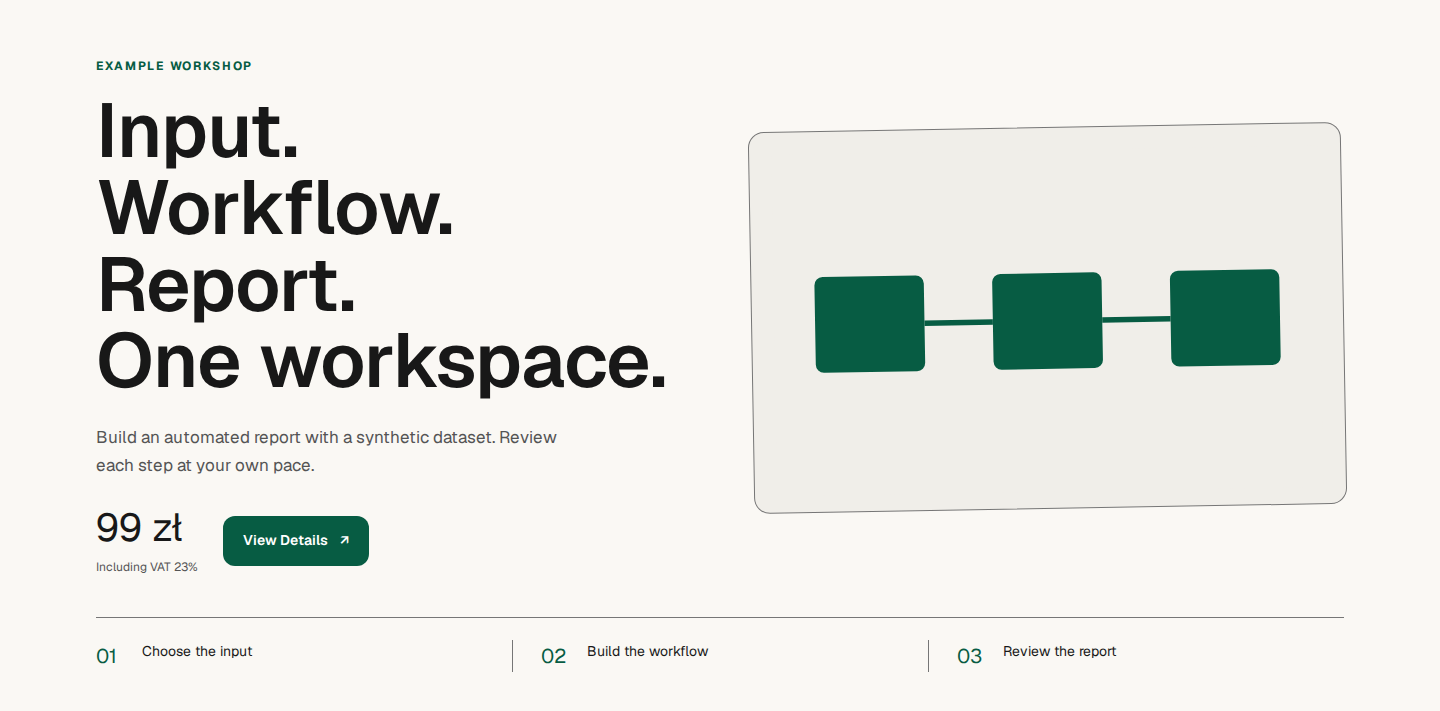 EXAMPLE WORKSHOP
Input.
Workflow.
Report.
One workspace.
Build an automated report with a synthetic dataset. Review
each step at your own pace.
99 zł
Including VAT 23%
View Details ↗
01 Choose the input
02 Build the workflow
03 Review the report